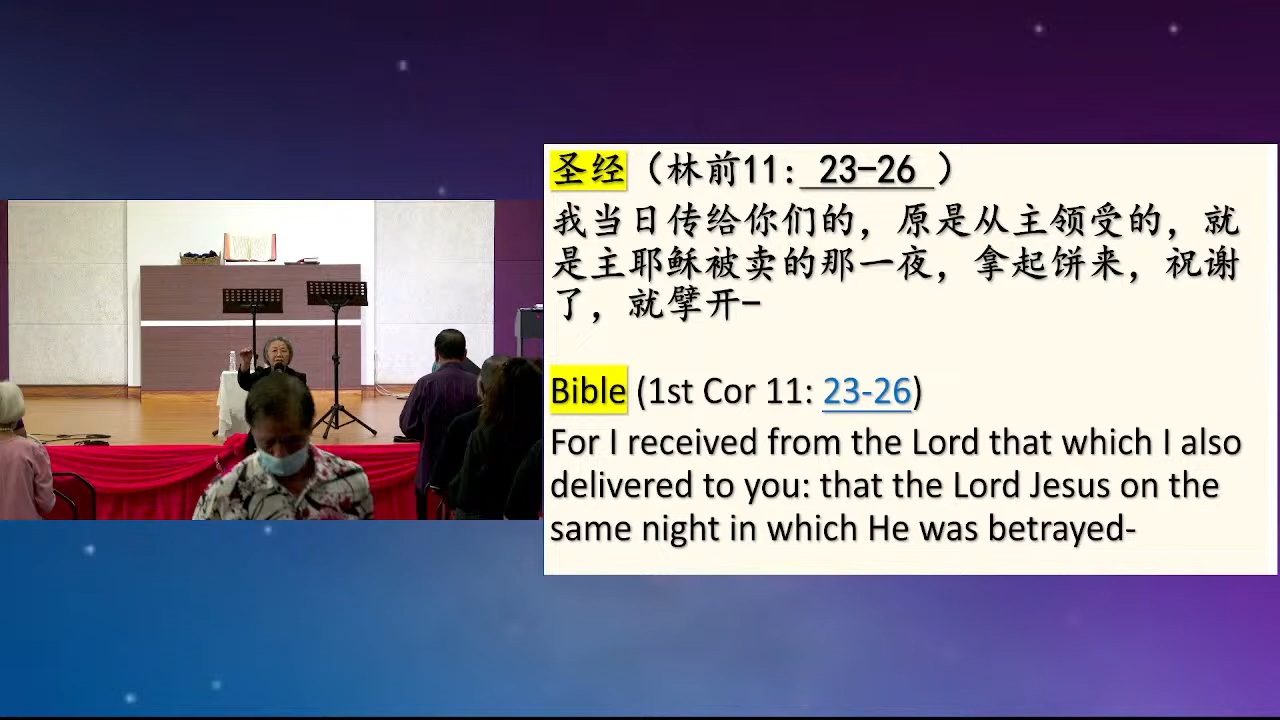 圣经（林前11: 23-26 ）
我当日传给你们的，原是从主领受的，就
是主耶稣被卖的那一夜，拿起饼来，祝谢
了，就擘开-
Bible (1st Cor 11: 23-26)
For I received from the Lord that which I also
delivered to you: that the Lord Jesus on the
same night in which He was betrayed-